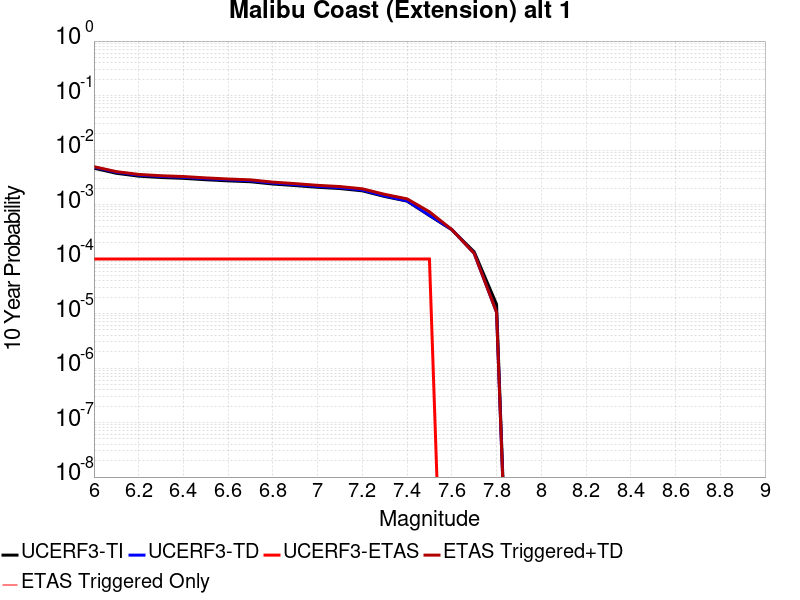 Malibu Coast (Extension) alt 1
10^0
10^-1
10^-2
10^-3
10^-4
10^-5
10^-6
10^-7
10^-8
10 Year Probability
6 6.2 6.4 6.6 6.8 7 7.2 7.4 7.6 7.8 8 8.2 8.4 8.6 8.8 9
Magnitude
UCERF3-TI UCERF3-TD UCERF3-ETAS ETAS Triggered+TD
ETAS Triggered Only